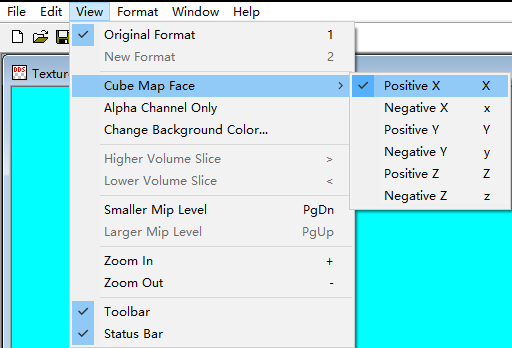 File Edit View Format Window Help
Original Format 1
New Format 2
DDS Texture
Cube Map Face >
Positive X X
Alpha Channel Only
Negative X x
Change Background Color...
Positive Y Y
Negative Y y
Higher Volume Slice >
Positive Z Z
Lower Volume Slice <
Negative Z z
Smaller Mip Level PgDn
Larger Mip Level PgUp
Zoom In +
Zoom Out -
Toolbar
Status Bar